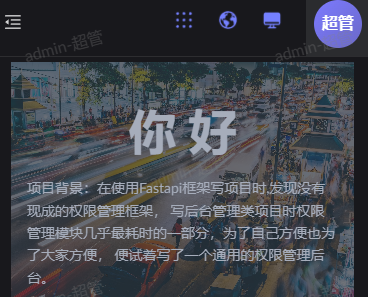 超管
admin-超管
admin-超管
你好
项目背景：在使用Fastapi框架写项目时,发现没有
现成的权限管理框架， 写后台管理类项目时权限
管理模块几乎最耗时的一部分，为了自己方便也为
了大家方便， 便试着写了一个通用的权限管理后
台。